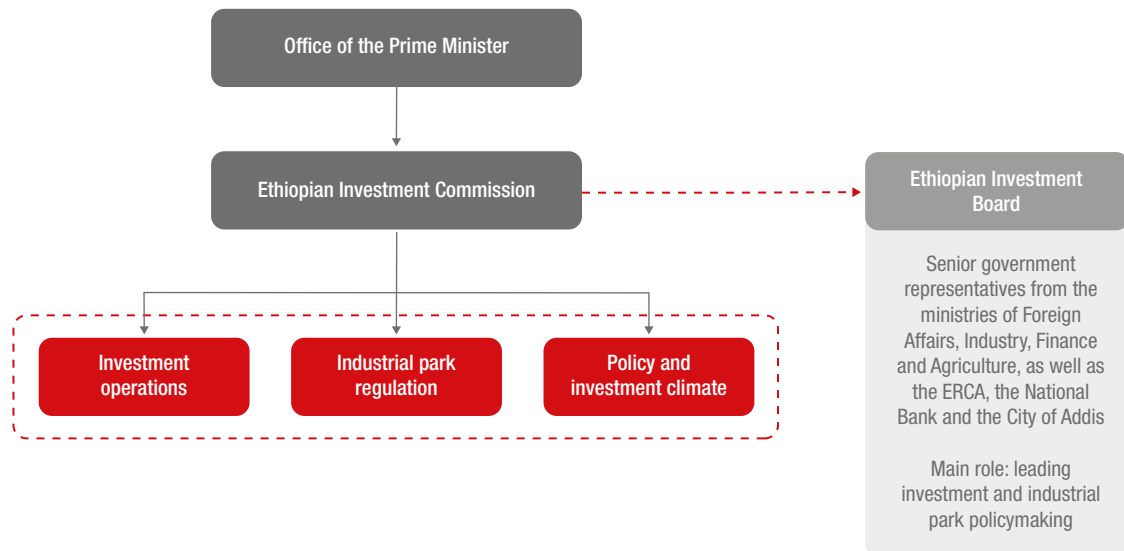 Office of the Prime Minister
Ethiopian Investment Commission
Ethiopian Investment
Board
Senior government
representatives from the
ministries of Foreign
Affairs, Industry, Finance
and Agriculture, as well as
the ERCA, the National
Bank and the City of Addis
Main role: leading
investment and industrial
park policymaking
Investment
operations
Industrial park
regulation
Policy and
investment climate